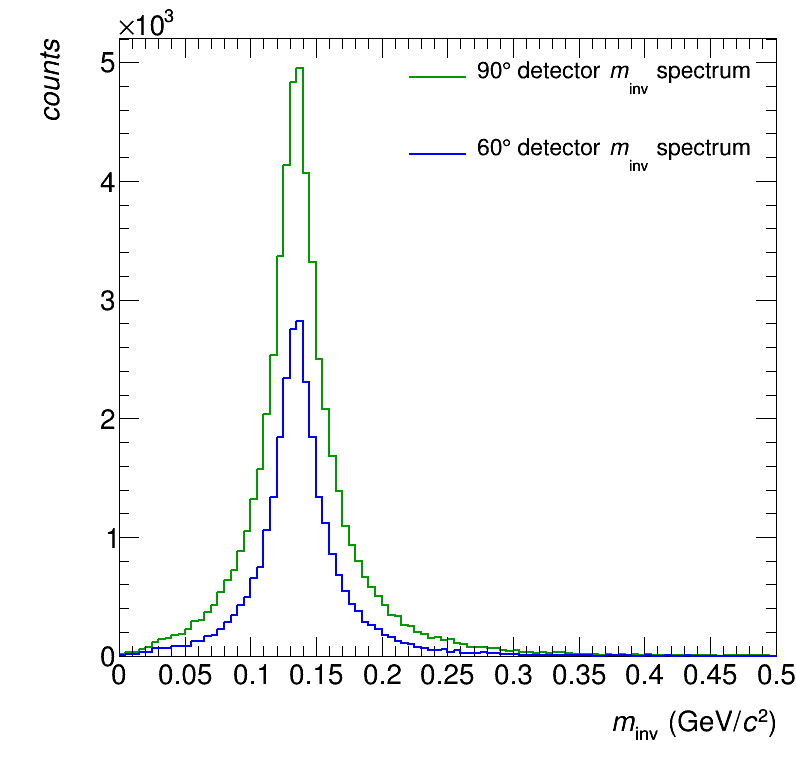 ×10³
counts
5
4
3
2
1
0
90° detector m_inv spectrum
60° detector m_inv spectrum
0 0.05 0.1 0.15 0.2 0.25 0.3 0.35 0.4 0.45 0.5
m_inv (GeV/c²)